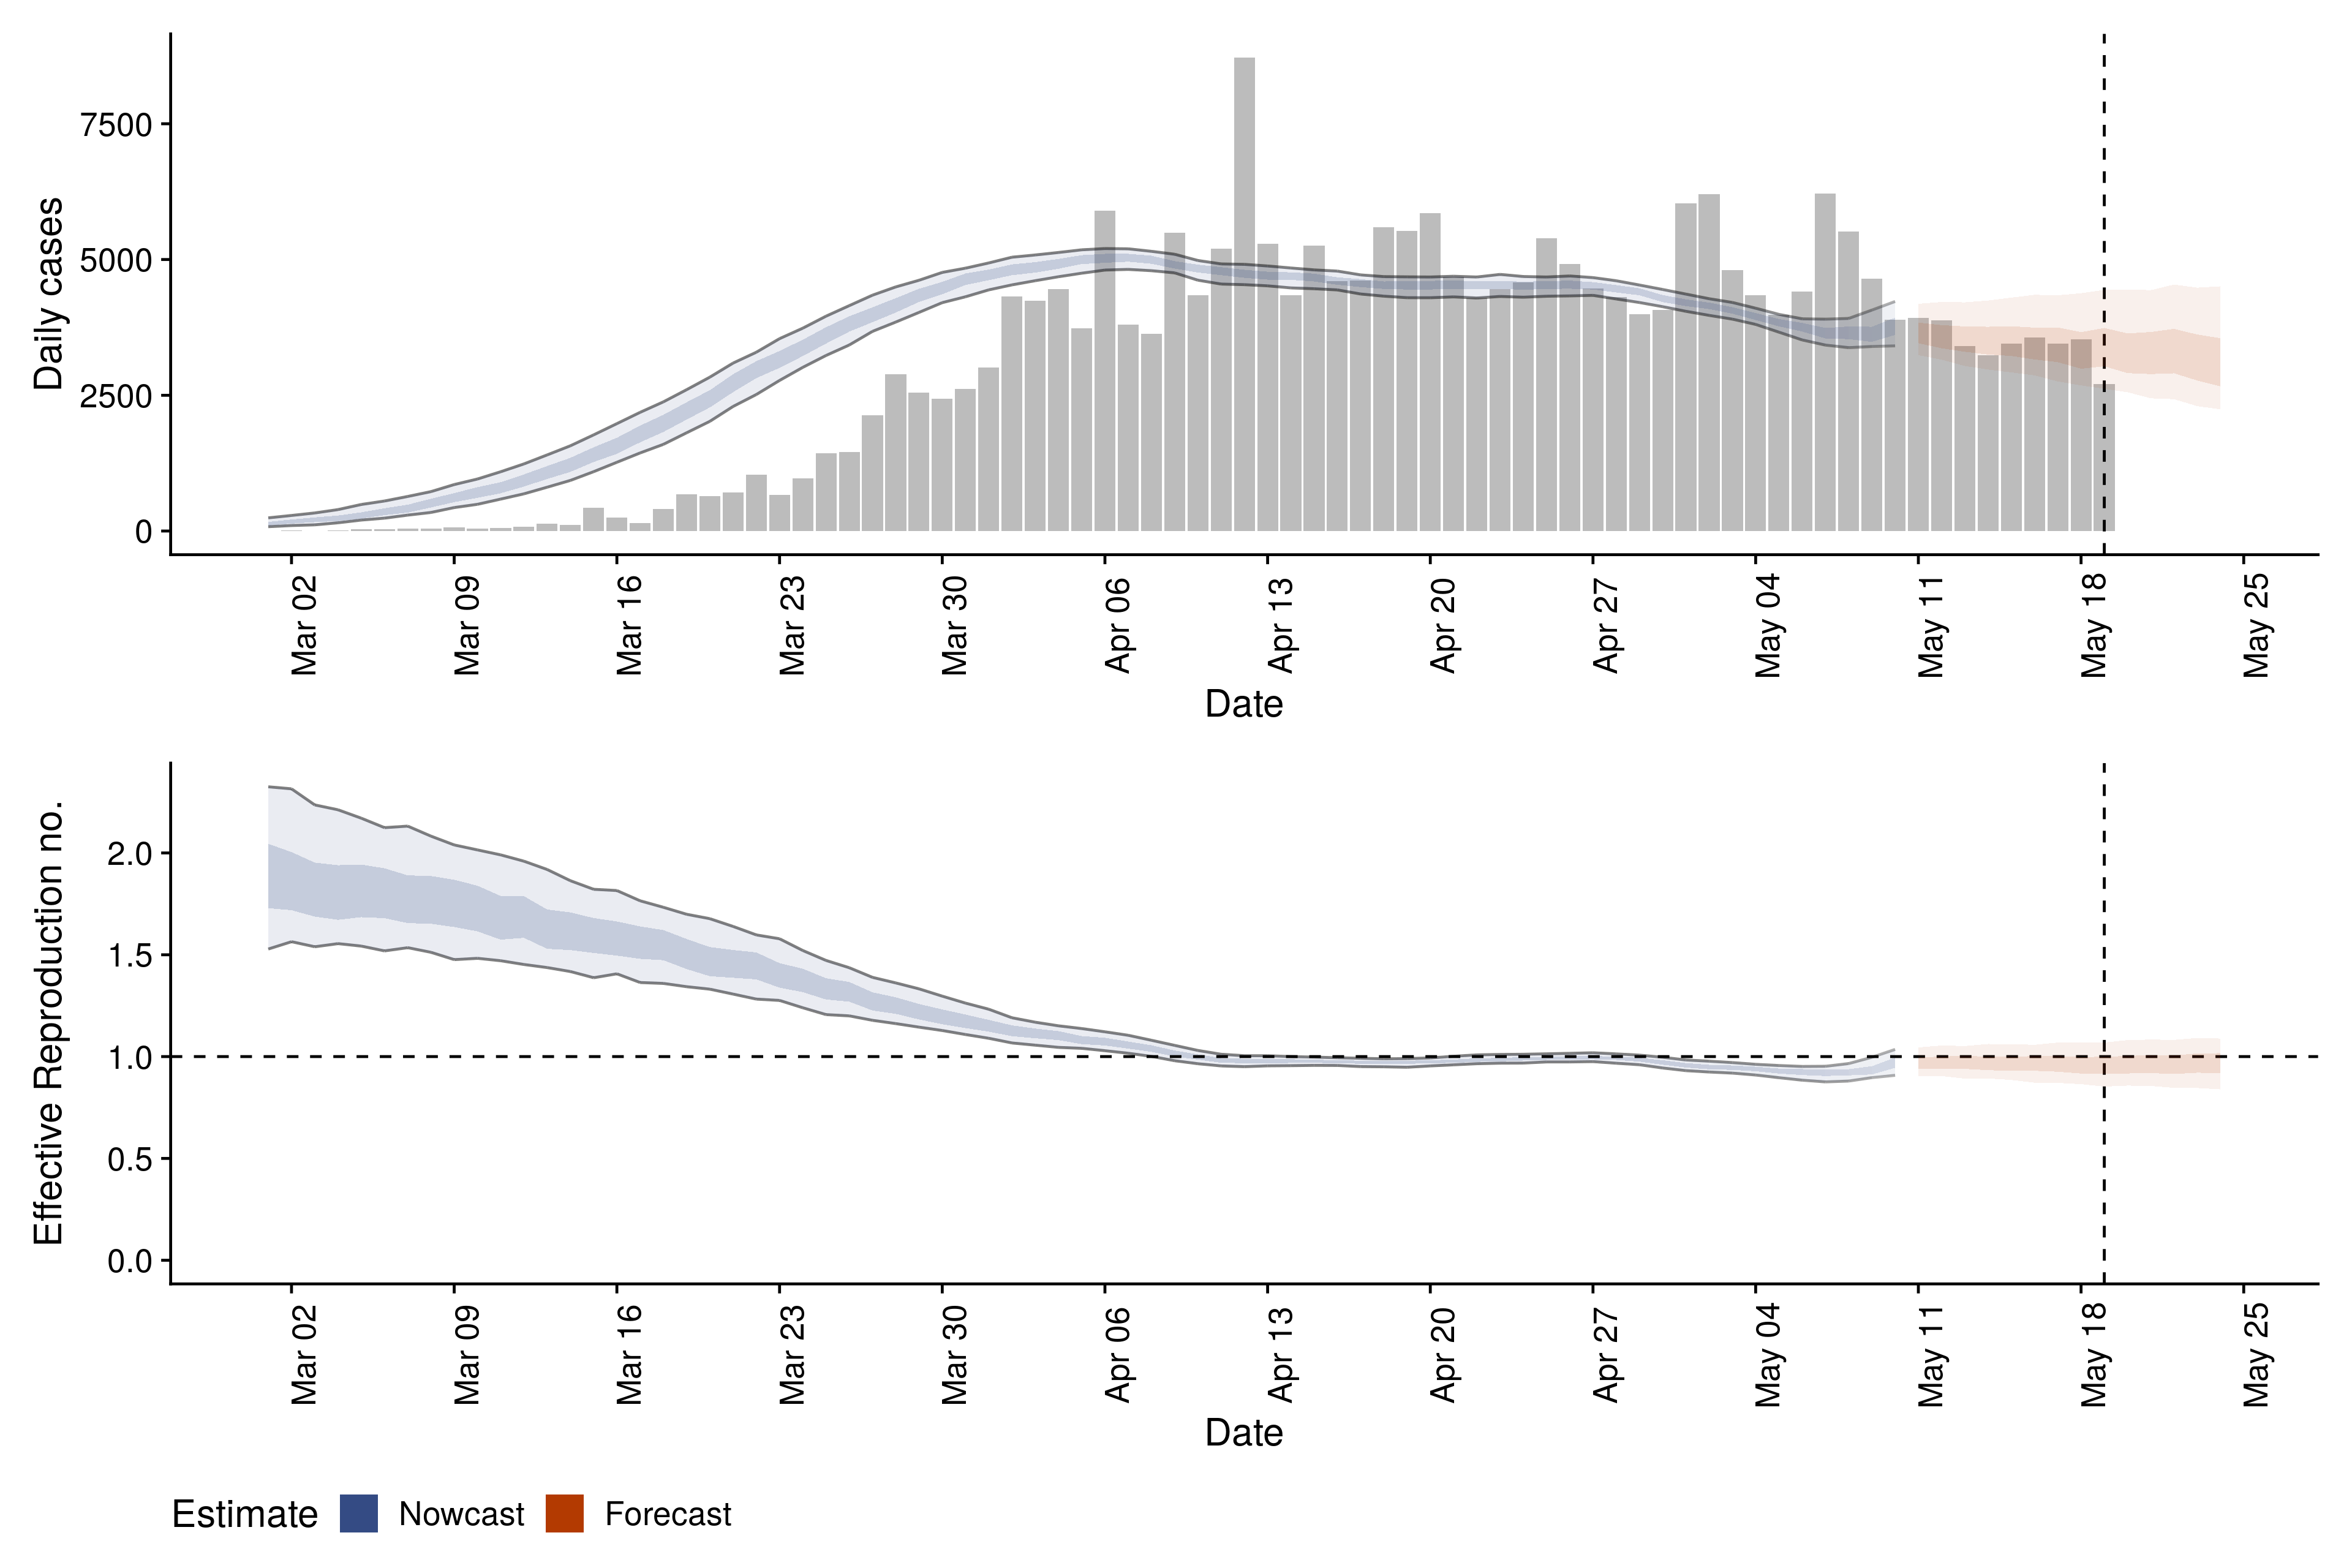 Daily cases
7500
5000
2500
0
Mar 02
Mar 09
Mar 16
Mar 23
Mar 30
Apr 06
Apr 13
Apr 20
Apr 27
May 04
May 11
May 18
May 25
Date
Effective Reproduction no.
2.0
1.5
1.0
0.5
0.0
Mar 02
Mar 09
Mar 16
Mar 23
Mar 30
Apr 06
Apr 13
Apr 20
Apr 27
May 04
May 11
May 18
May 25
Date
Estimate Nowcast Forecast